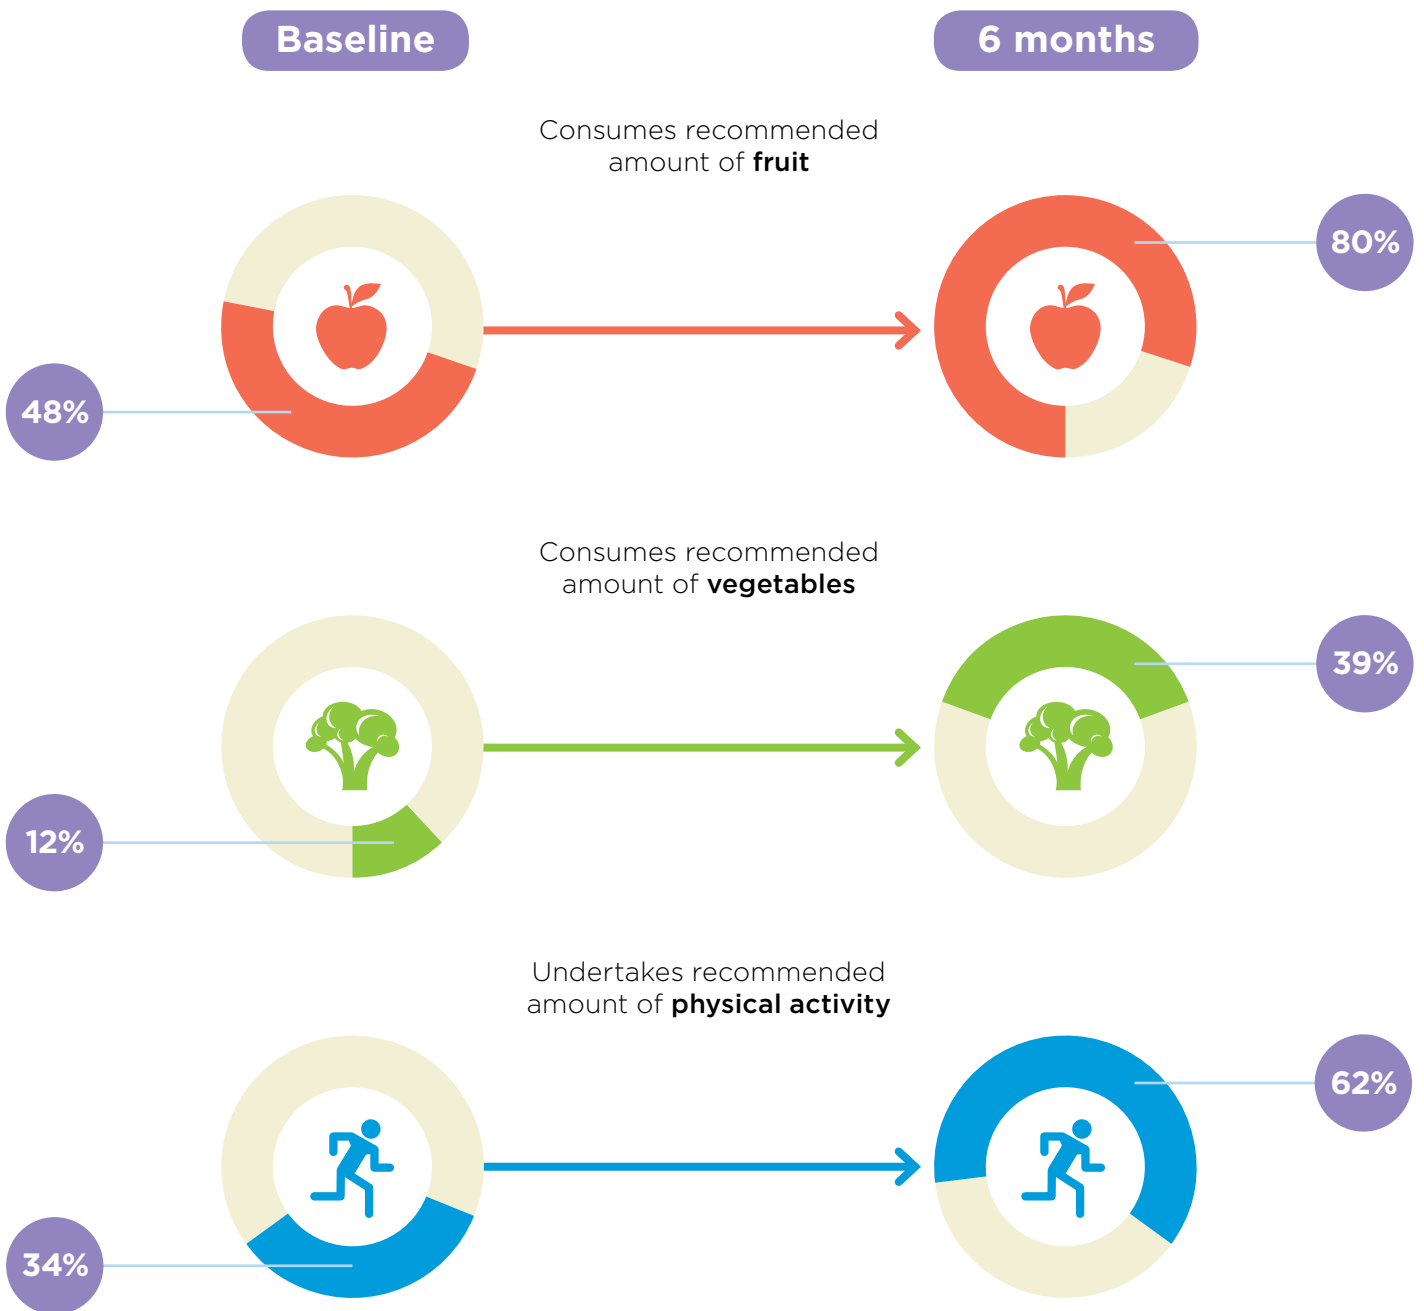 Baseline
6 months
Consumes recommended
amount of fruit
80%
48%
Consumes recommended
amount of vegetables
39%
12%
Undertakes recommended
amount of physical activity
62%
34%